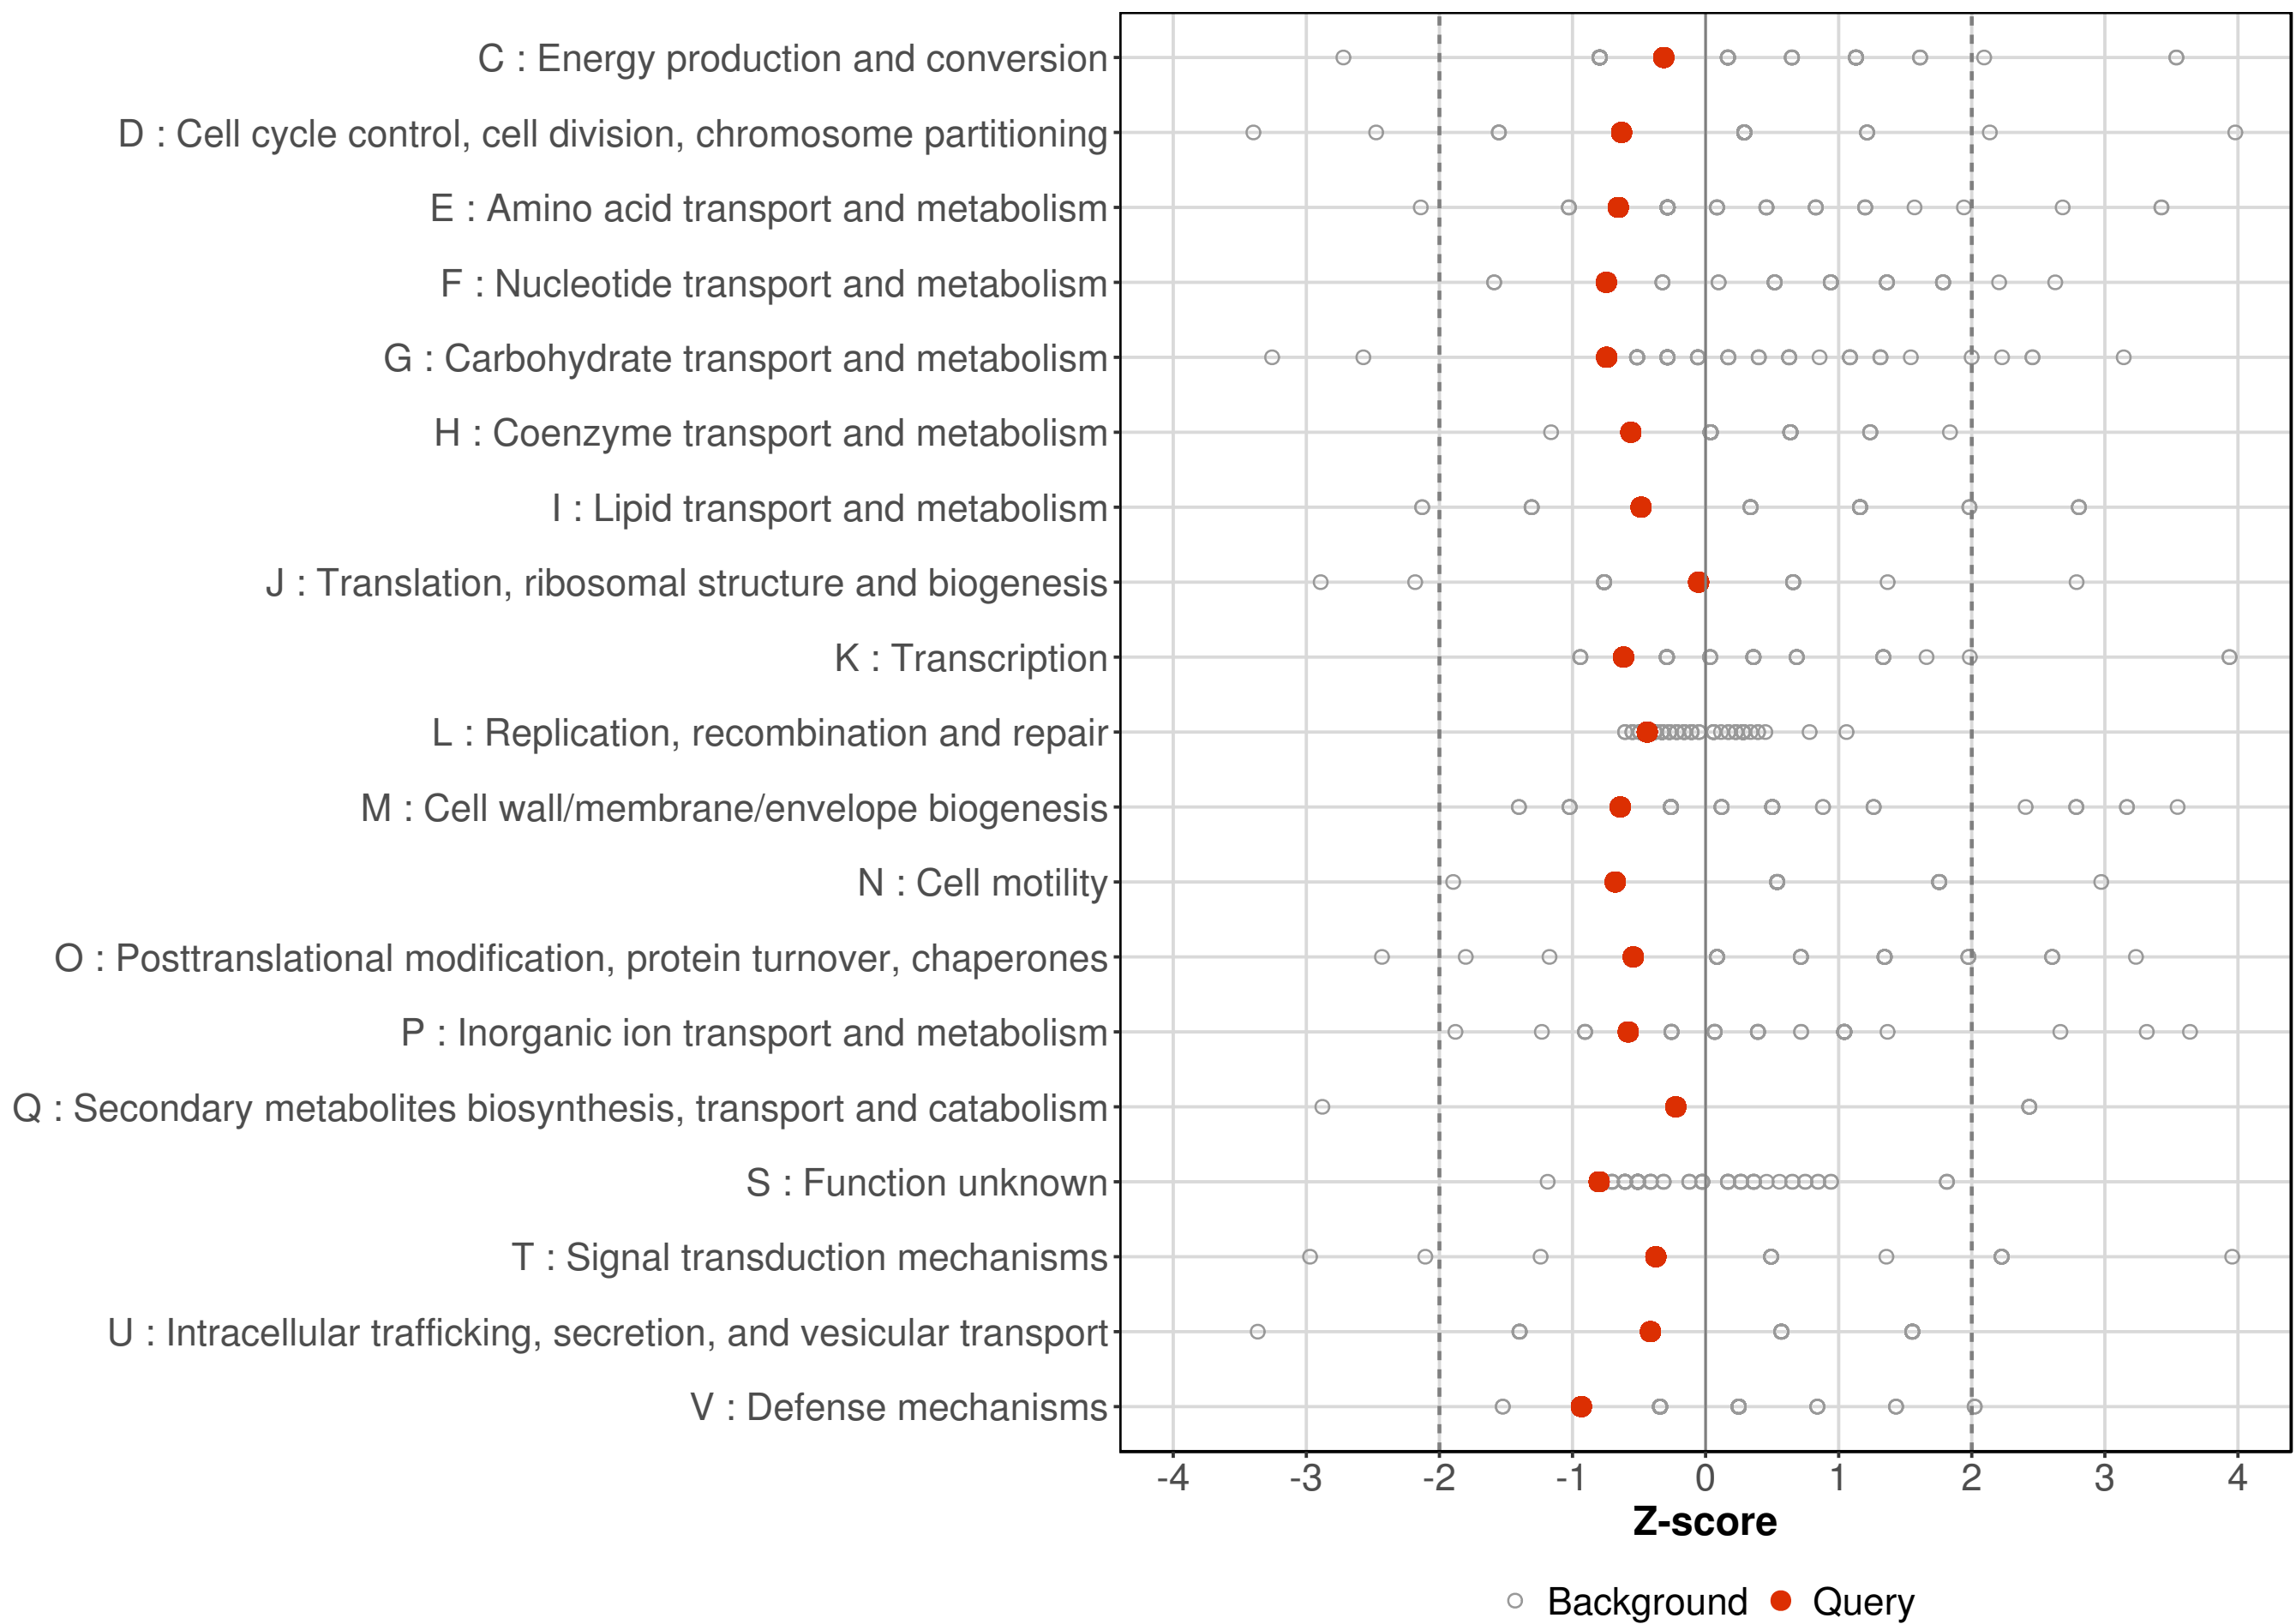 C : Energy production and conversion
D : Cell cycle control, cell division, chromosome partitioning
E : Amino acid transport and metabolism
F : Nucleotide transport and metabolism
G : Carbohydrate transport and metabolism
H : Coenzyme transport and metabolism
I : Lipid transport and metabolism
J : Translation, ribosomal structure and biogenesis
K : Transcription
L : Replication, recombination and repair
M : Cell wall/membrane/envelope biogenesis
N : Cell motility
O : Posttranslational modification, protein turnover, chaperones
P : Inorganic ion transport and metabolism
Q : Secondary metabolites biosynthesis, transport and catabolism
S : Function unknown
T : Signal transduction mechanisms
U : Intracellular trafficking, secretion, and vesicular transport
V : Defense mechanisms
-4 -3 -2 -1 0 1 2 3 4
Z-score
Background Query